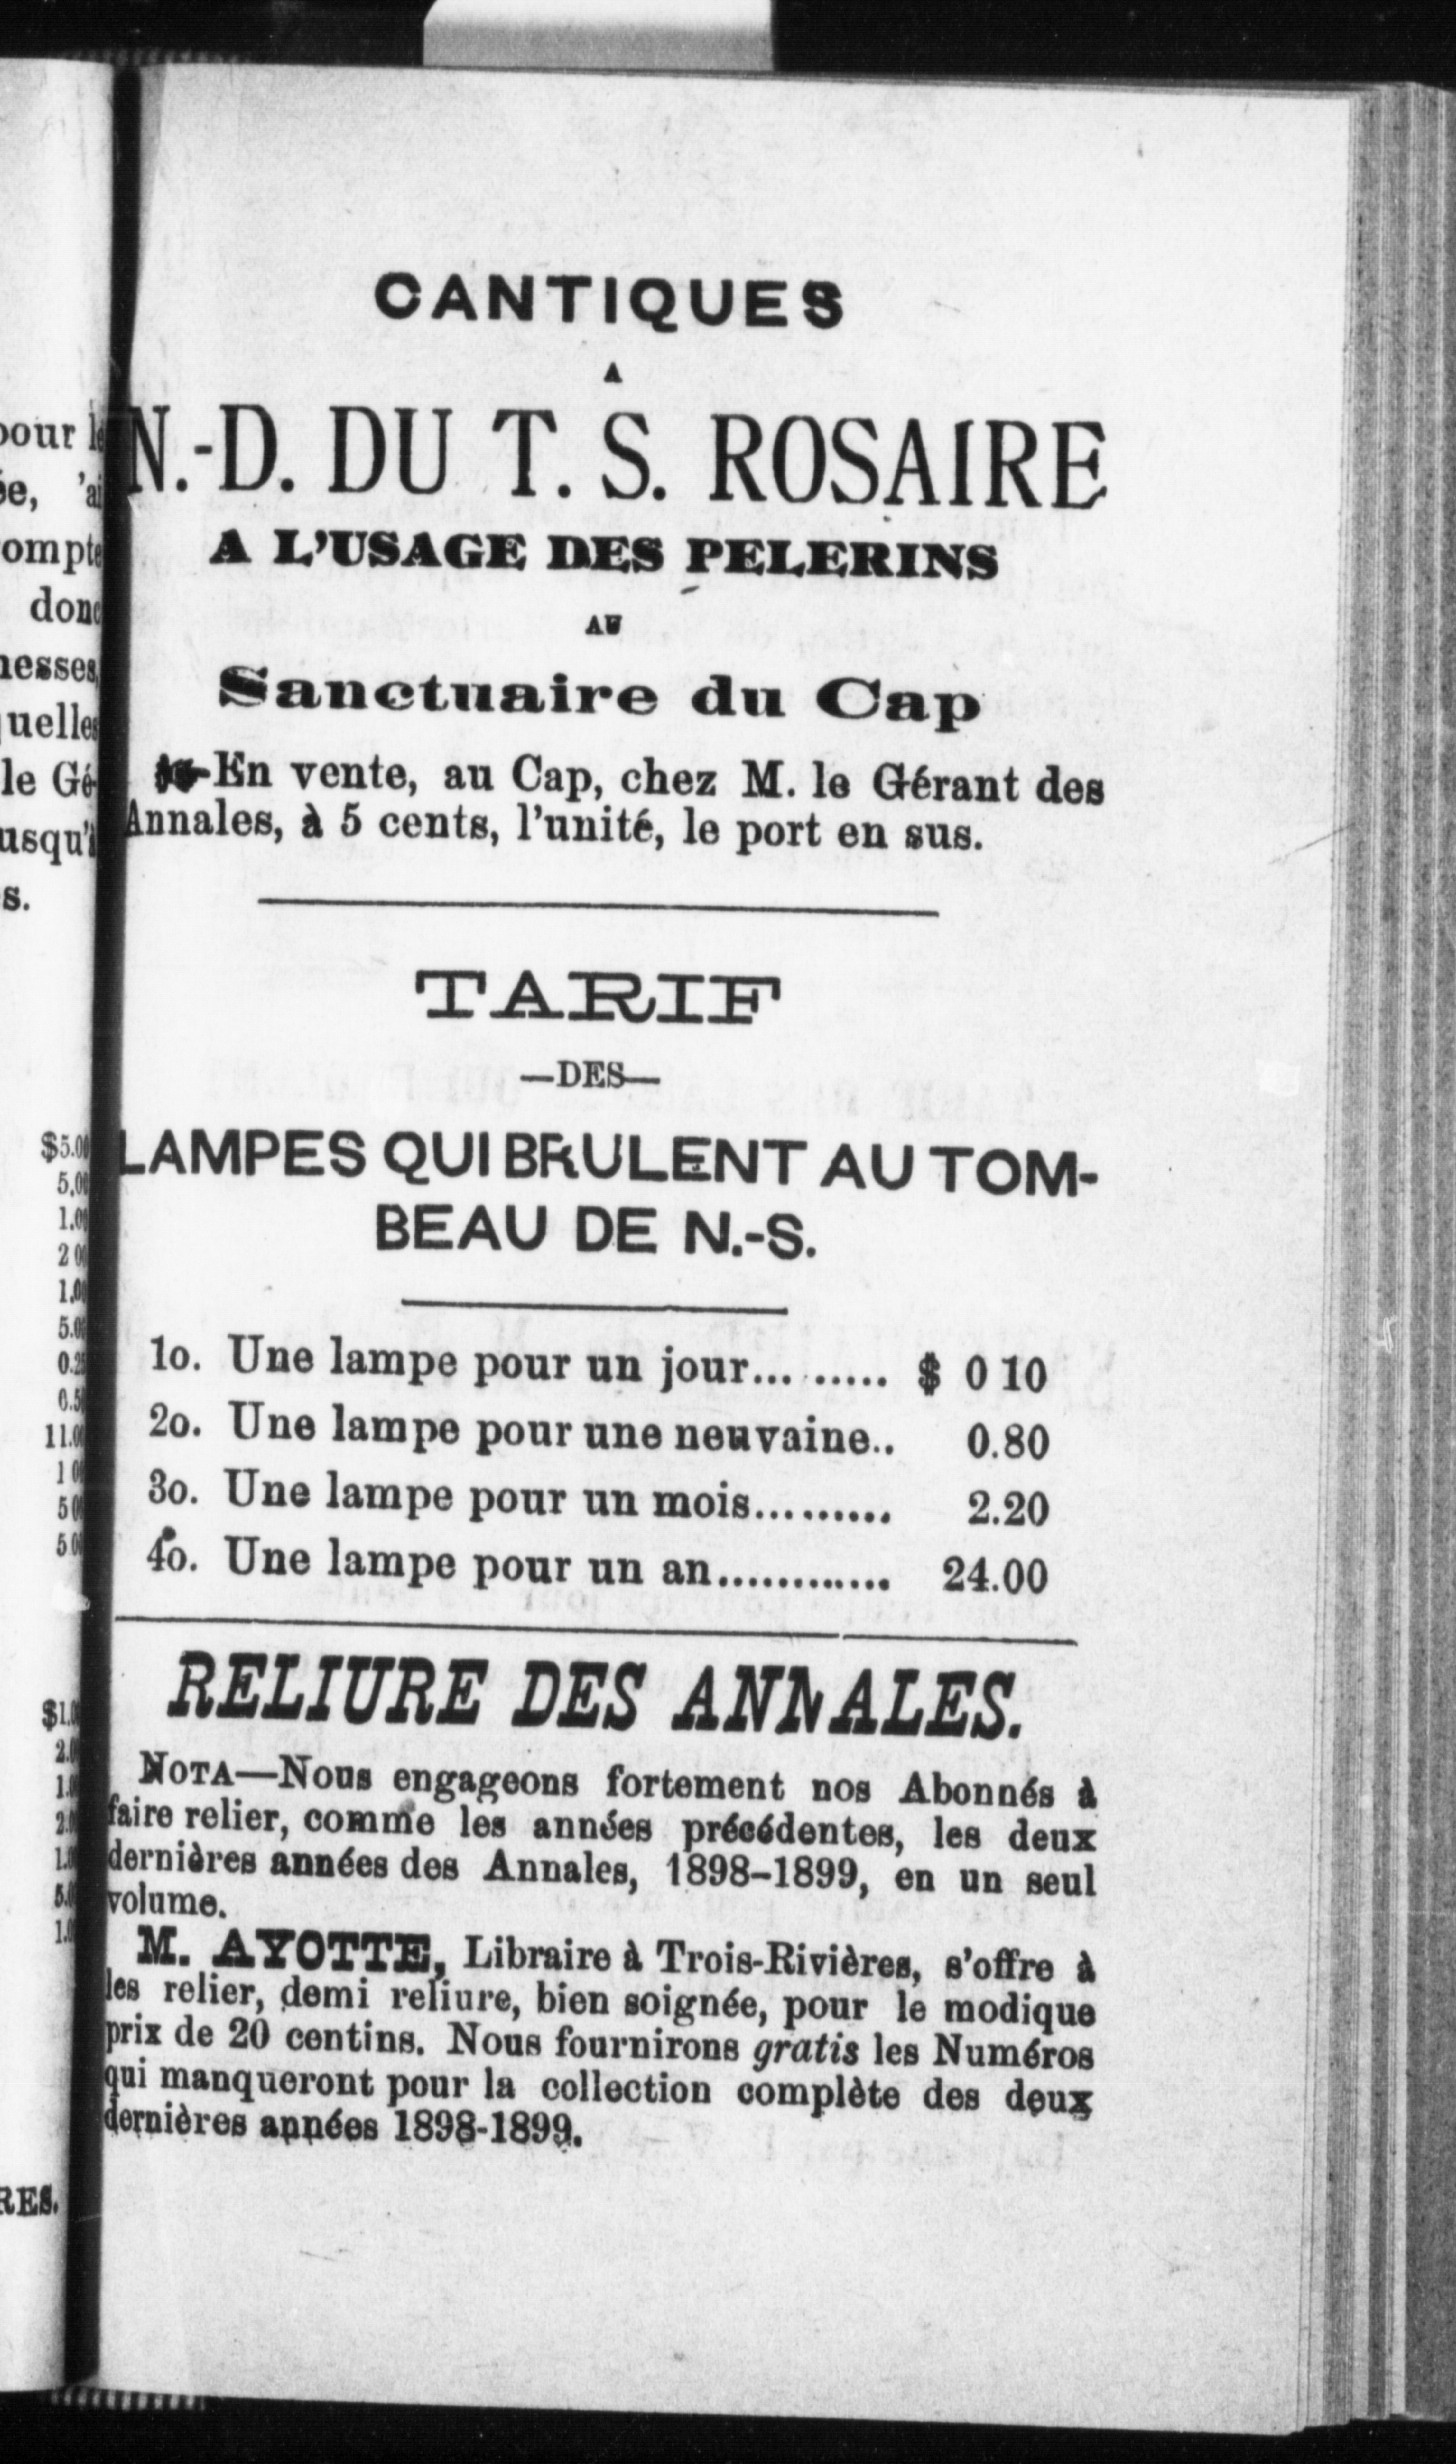 CANTIQUES
A
N.-D. DU T. S. ROSAIRE
A L'USAGE DES PELERINS
AU
Sanctuaire du Cap
En vente, au Cap, chez M. le Gérant des
Annales, à 5 cents, l'unité, le port en sus.
TARIF
—DES—
LAMPES QUI BRULENT AU TOM-
BEAU DE N.-S.
1o. Une lampe pour un jour... ..... $ 0 10
2o. Une lampe pour une neuvaine.. 0.80
3o. Une lampe pour un mois......... 2.20
4o. Une lampe pour un an............ 24.00
RELIURE DES ANNALES.
NOTA—Nous engageons fortement nos Abonnés à
faire relier, comme les années précédentes, les deux
dernières années des Annales, 1898-1899, en un seul
volume.
M. AYOTTE, Libraire à Trois-Rivières, s'offre à
les relier, demi reliure, bien soignée, pour le modique
prix de 20 centins. Nous fournirons gratis les Numéros
qui manqueront pour la collection complète des deux
dernières années 1898-1899.